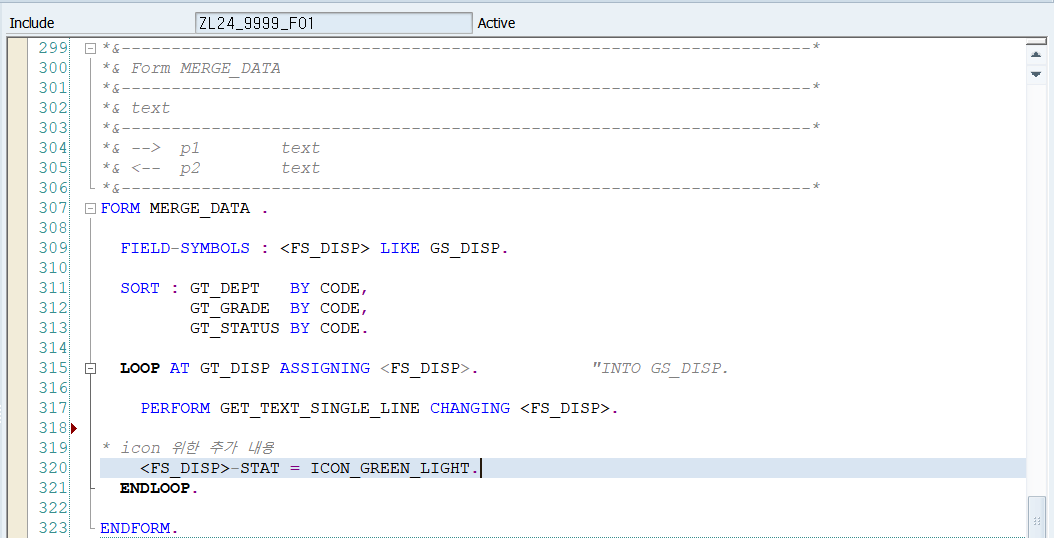 Include ZL24_9999_F01 Active
299 *&---------------------------------------------------------------------*
300 *& Form MERGE_DATA
301 *&---------------------------------------------------------------------*
302 *& text
303 *&---------------------------------------------------------------------*
304 *& -->  p1        text
305 *& <--  p2        text
306 *&---------------------------------------------------------------------*
307 FORM MERGE_DATA .
308
309   FIELD-SYMBOLS : <FS_DISP> LIKE GS_DISP.
310
311   SORT : GT_DEPT   BY CODE,
312          GT_GRADE  BY CODE,
313          GT_STATUS BY CODE.
314
315   LOOP AT GT_DISP ASSIGNING <FS_DISP>.           "INTO GS_DISP.
316
317     PERFORM GET_TEXT_SINGLE_LINE CHANGING <FS_DISP>.
318
319 * icon 위한 추가 내용
320     <FS_DISP>-STAT = ICON_GREEN_LIGHT.
321   ENDLOOP.
322
323 ENDFORM.